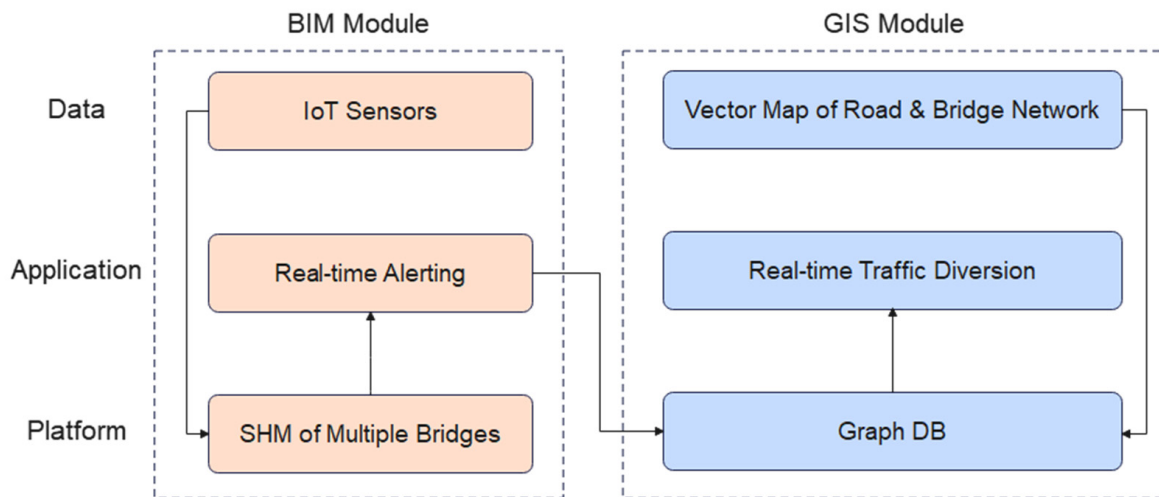 BIM Module
GIS Module
Data
IoT Sensors
Vector Map of Road & Bridge Network
Application
Real-time Alerting
Real-time Traffic Diversion
Platform
SHM of Multiple Bridges
Graph DB